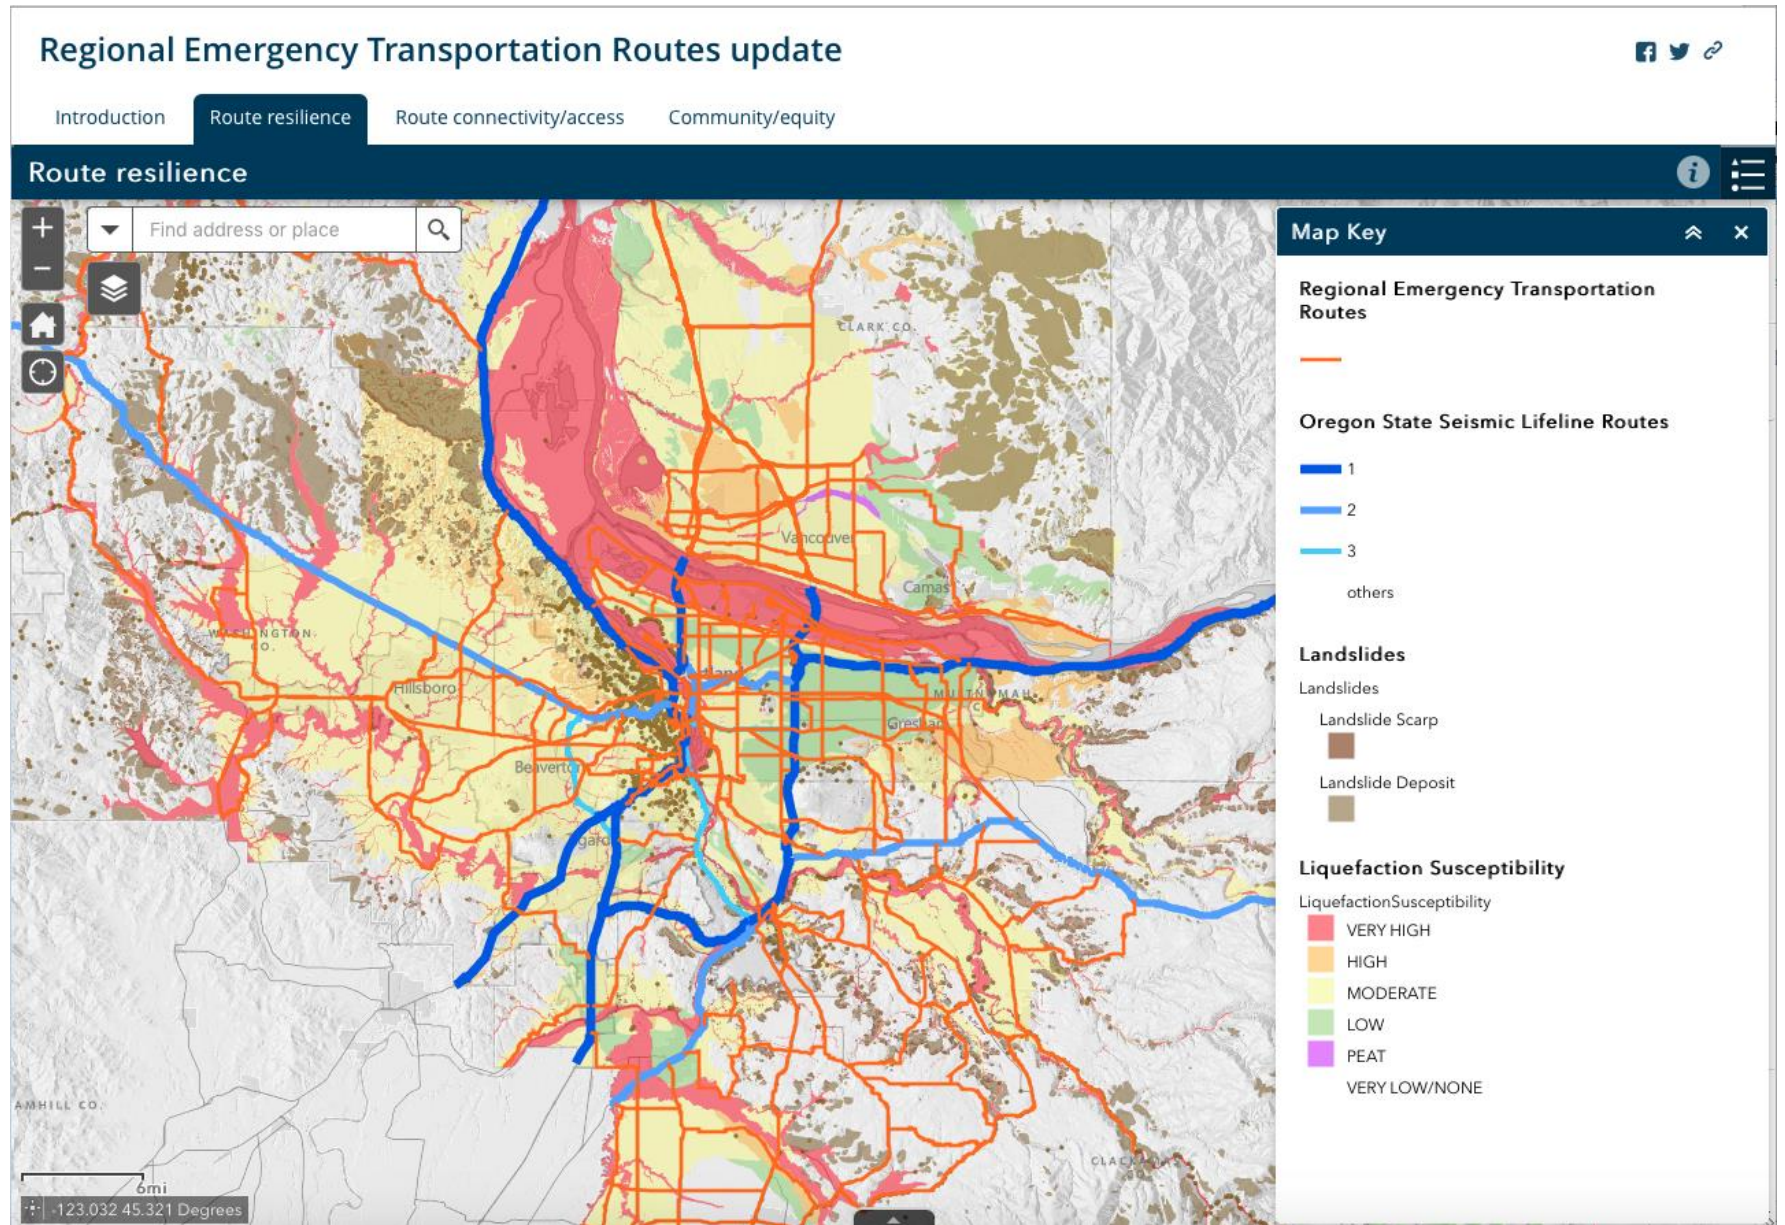 Regional Emergency Transportation Routes update
Introduction
Route resilience
Route connectivity/access
Community/equity
Route resilience
Find address or place
Map Key
Regional Emergency Transportation
Routes
Oregon State Seismic Lifeline Routes
1
2
3
others
Landslides
Landslides
Landslide Scarp
Landslide Deposit
Liquefaction Susceptibility
LiquefactionSusceptibility
VERY HIGH
HIGH
MODERATE
LOW
PEAT
VERY LOW/NONE
CLARK CO.
Vancouver
Camas
WASHINGTON
CO.
Hillsboro
MULTNOMAH
Gresham
Beaverton
gard
AMHILL CO.
6mi
-123.032 45.321 Degrees